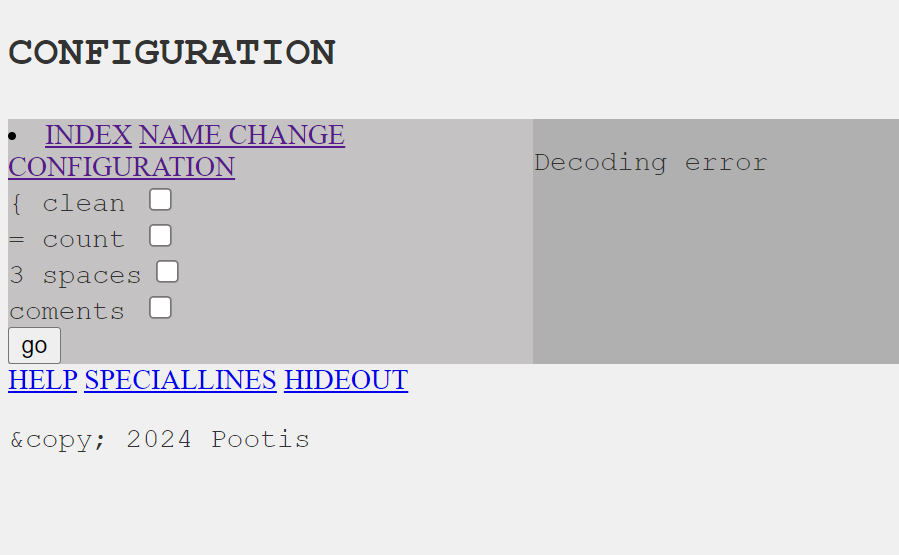 CONFIGURATION
INDEX NAME CHANGE
CONFIGURATION
{ clean
= count
3 spaces
coments
go
Decoding error
HELP SPECIALLINES HIDEOUT
&copy; 2024 Pootis